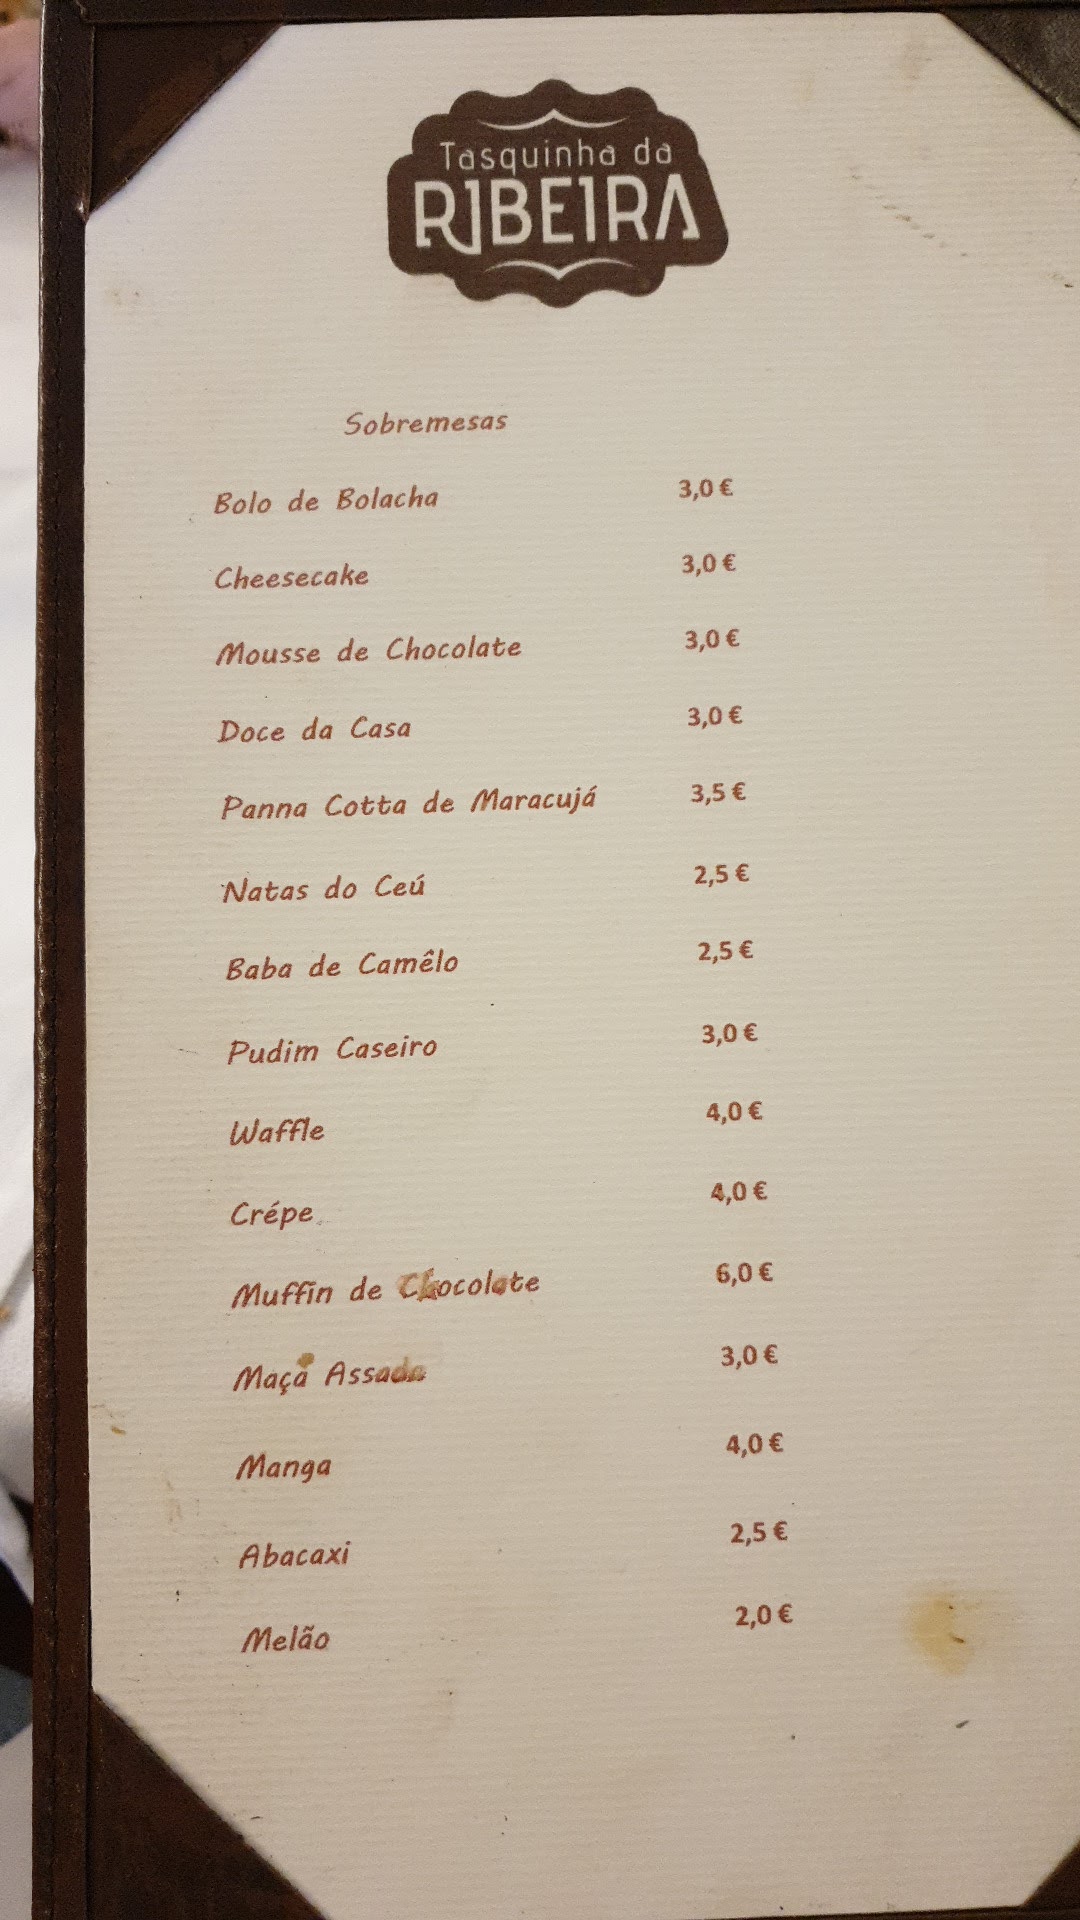 Tasquinha da
RIBEIRA
Sobremesas
Bolo de Bolacha 3,0 €
Cheesecake 3,0 €
Mousse de Chocolate 3,0 €
Doce da Casa 3,0 €
Panna Cotta de Maracujá 3,5 €
Natas do Ceú 2,5 €
Baba de Camêlo 2,5 €
Pudim Caseiro 3,0 €
Waffle 4,0 €
Crépe 4,0 €
Muffin de Chocolate 6,0 €
Maçã Assada 3,0 €
Manga 4,0 €
Abacaxi 2,5 €
Melão 2,0 €